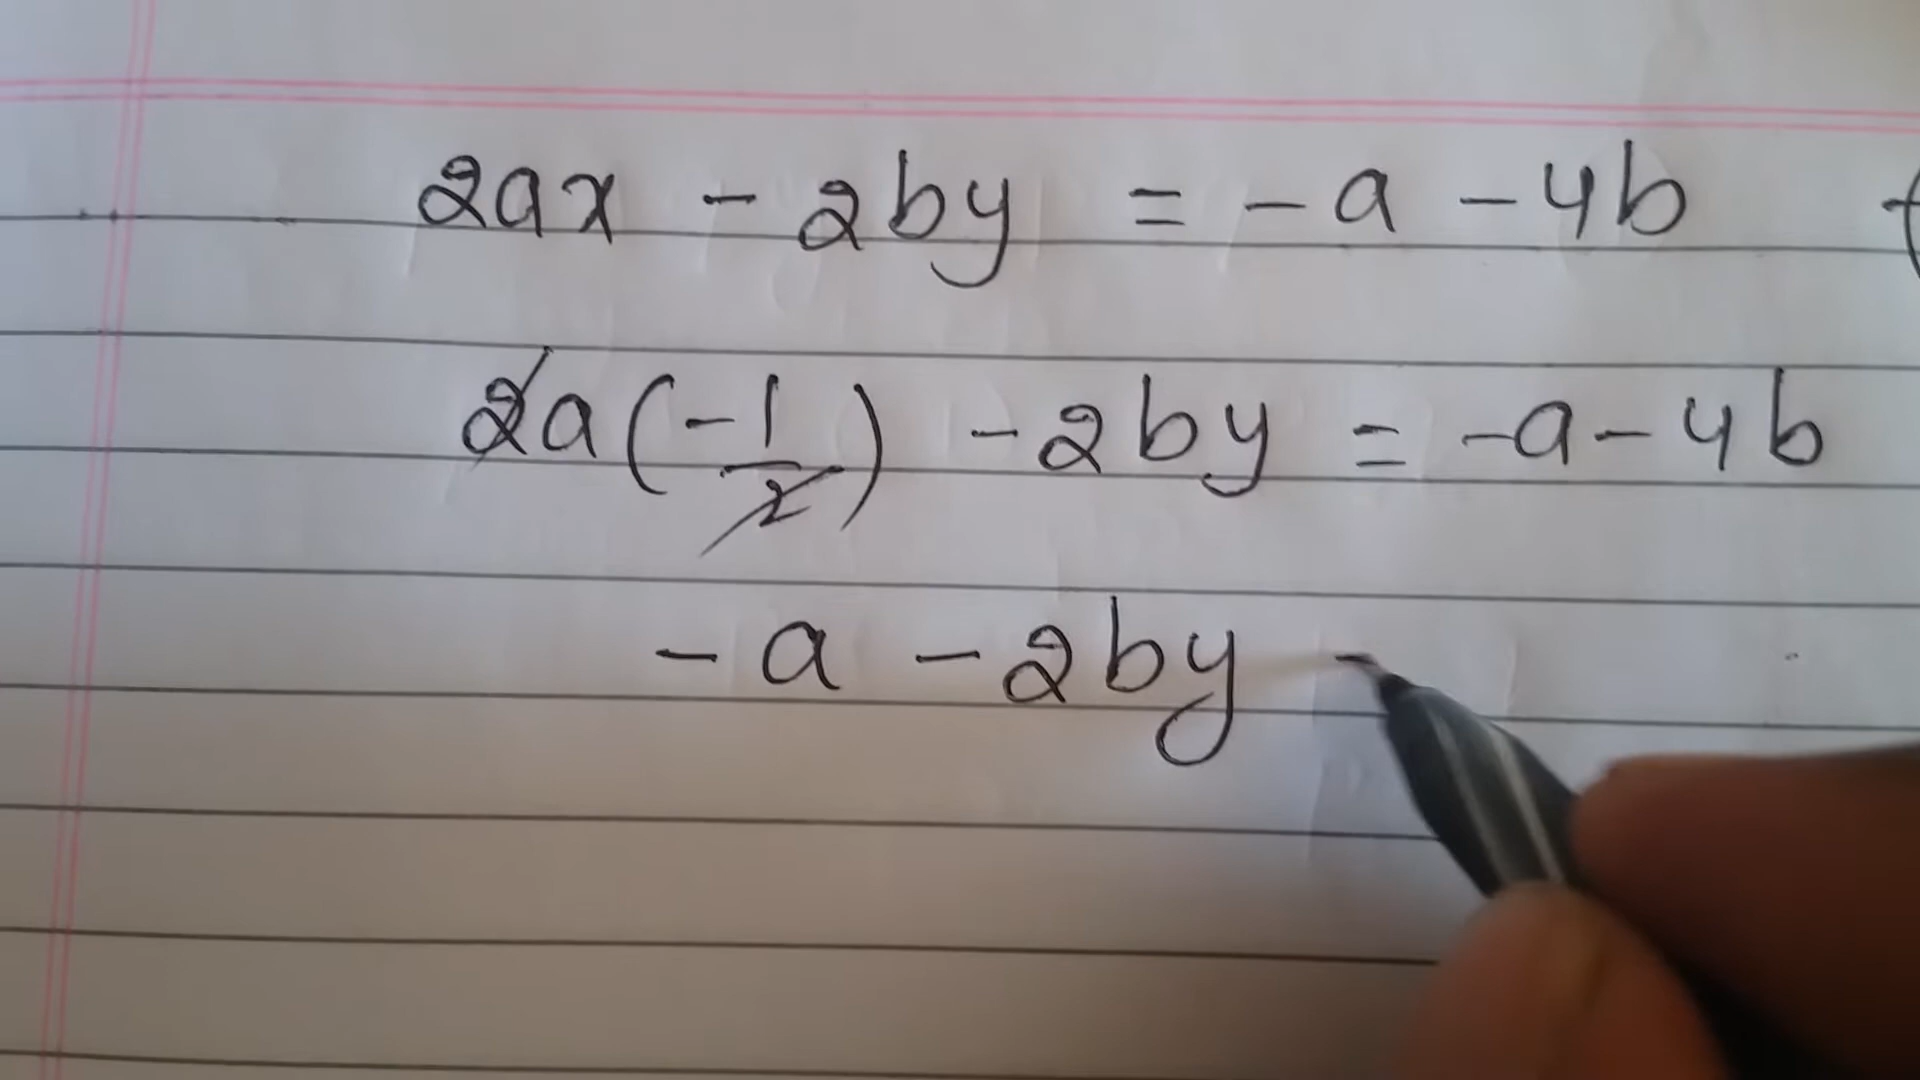 2ax - 2by = -a - 4b (
2a(-1/2) - 2by = -a - 4b
-a - 2by -